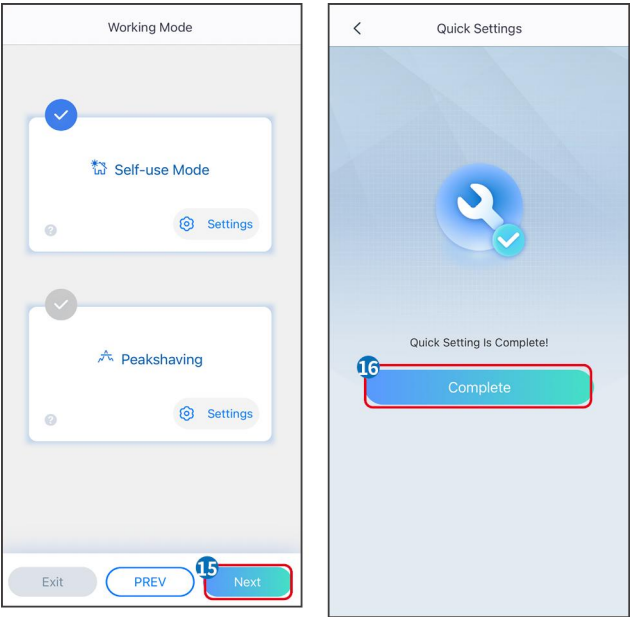 Working Mode
Self-use Mode
?
Settings
Peakshaving
?
Settings
15
Exit
PREV
Next
Quick Settings
Quick Setting Is Complete!
16
Complete